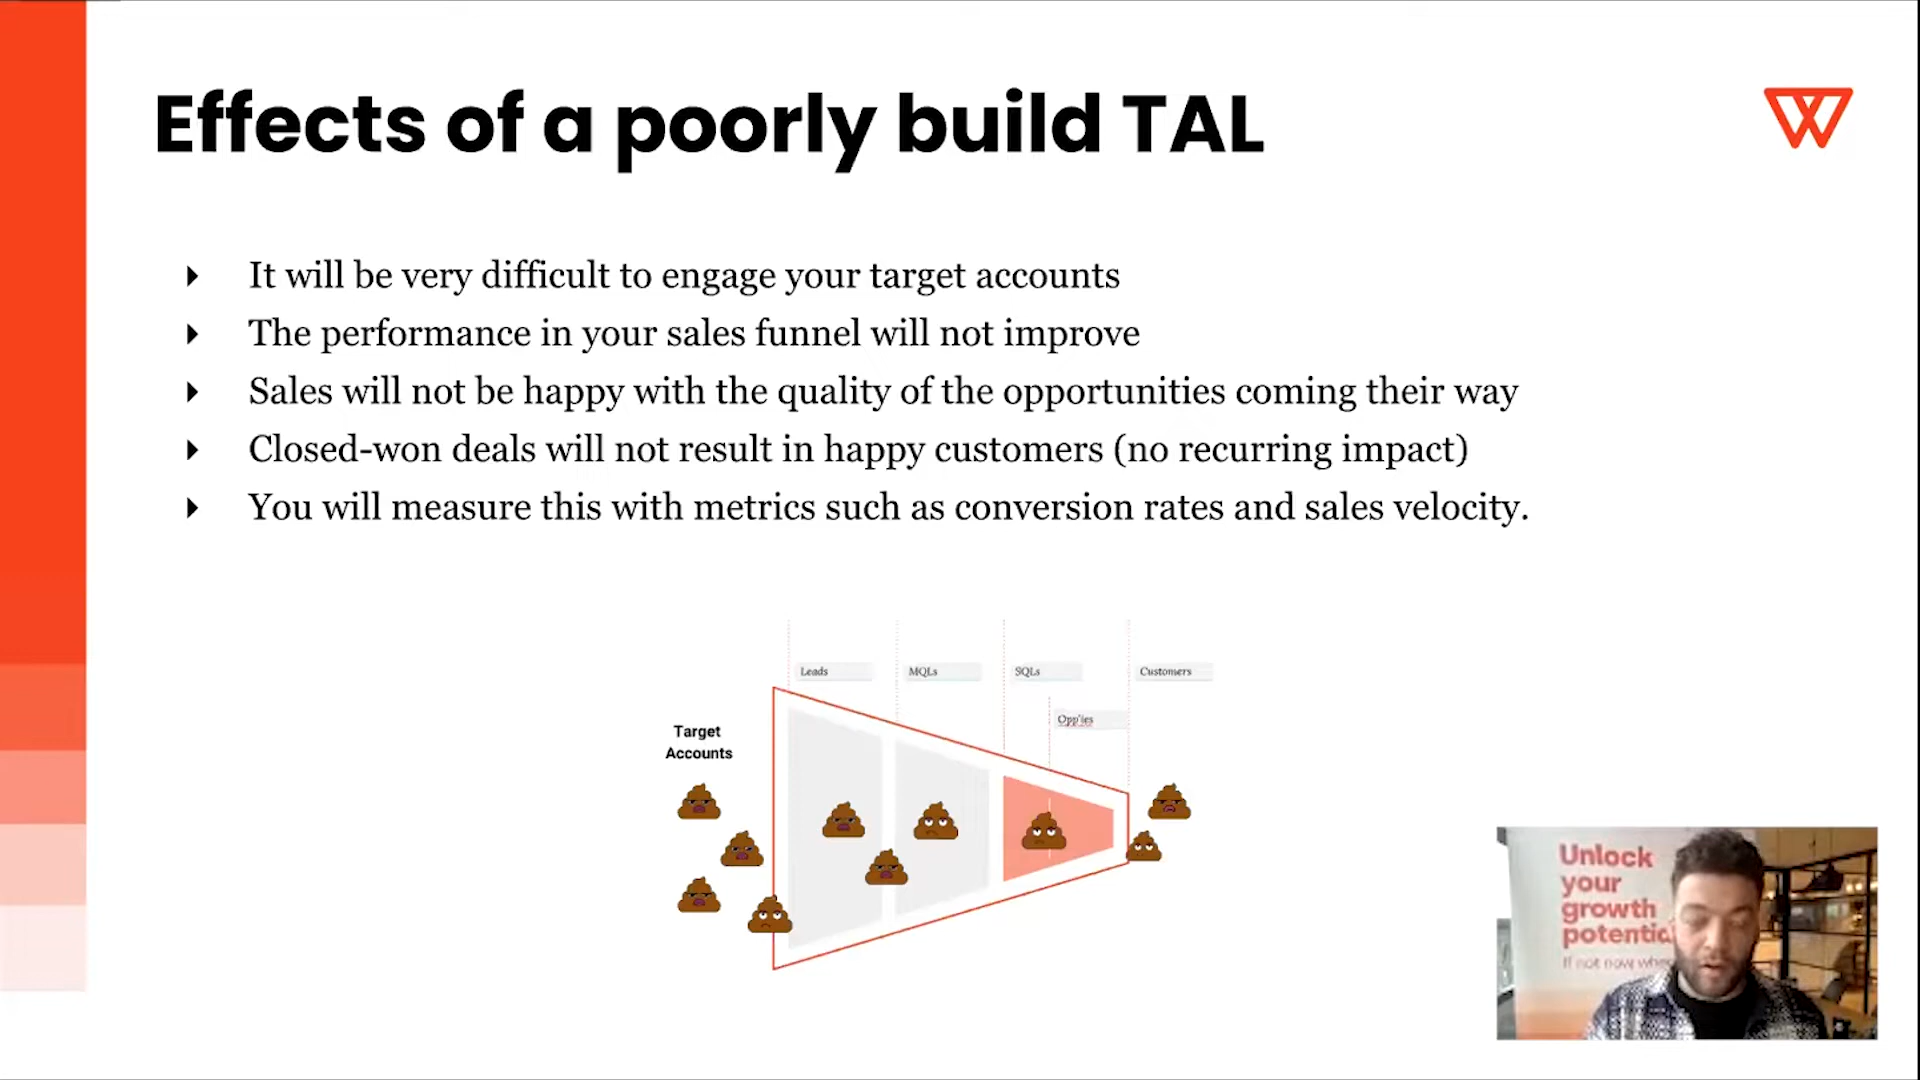 Effects of a poorly build TAL
It will be very difficult to engage your target accounts
The performance in your sales funnel will not improve
Sales will not be happy with the quality of the opportunities coming their way
Closed-won deals will not result in happy customers (no recurring impact)
You will measure this with metrics such as conversion rates and sales velocity.
Leads
MQLs
SQLs
Customers
Opp'ies
Target
Accounts
Unlock
your
growth
If not now